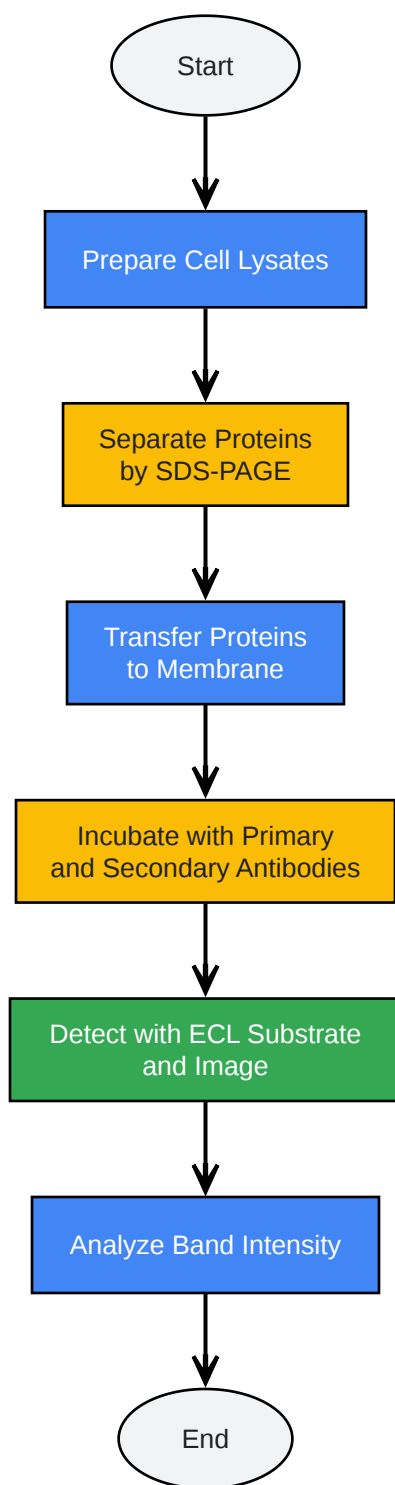 Start
Prepare Cell Lysates
Separate Proteins
by SDS-PAGE
Transfer Proteins
to Membrane
Incubate with Primary
and Secondary Antibodies
Detect with ECL Substrate
and Image
Analyze Band Intensity
End